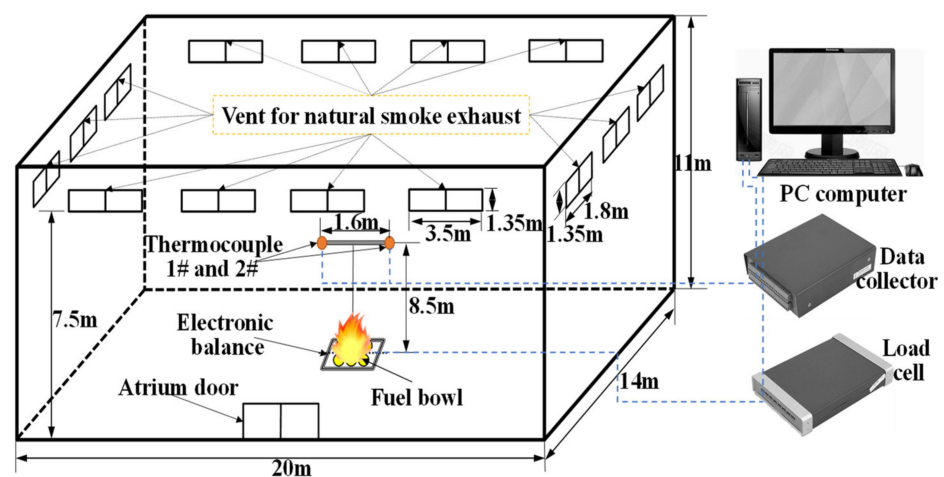 Vent for natural smoke exhaust
11m
PC computer
1.6m
1.35m
3.5m
1.8m
1.35m
Thermocouple
1# and 2#
Data
collector
7.5m
8.5m
Electronic
balance
Load
cell
Atrium door
Fuel bowl
14m
20m